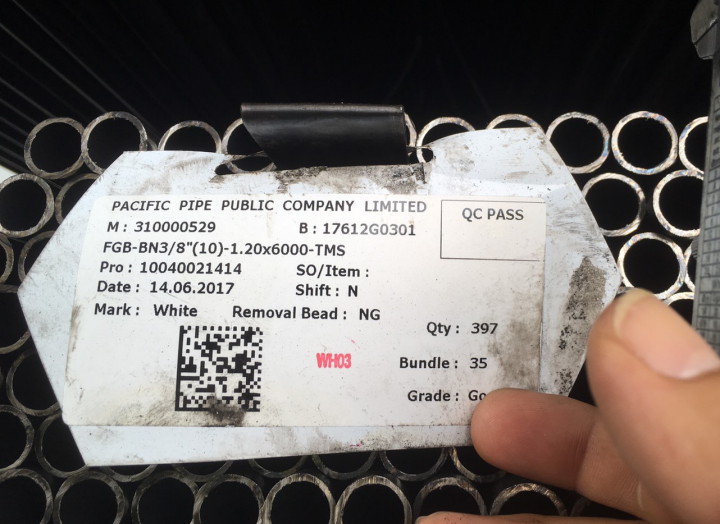 PACIFIC PIPE PUBLIC COMPANY LIMITED
QC PASS
M : 310000529 B : 17612G0301
FGB-BN3/8"(10)-1.20x6000-TMS
Pro : 10040021414 SO/Item :
Date : 14.06.2017 Shift : N
Mark : White Removal Bead : NG
Qty : 397
WH03
Bundle : 35
Grade :